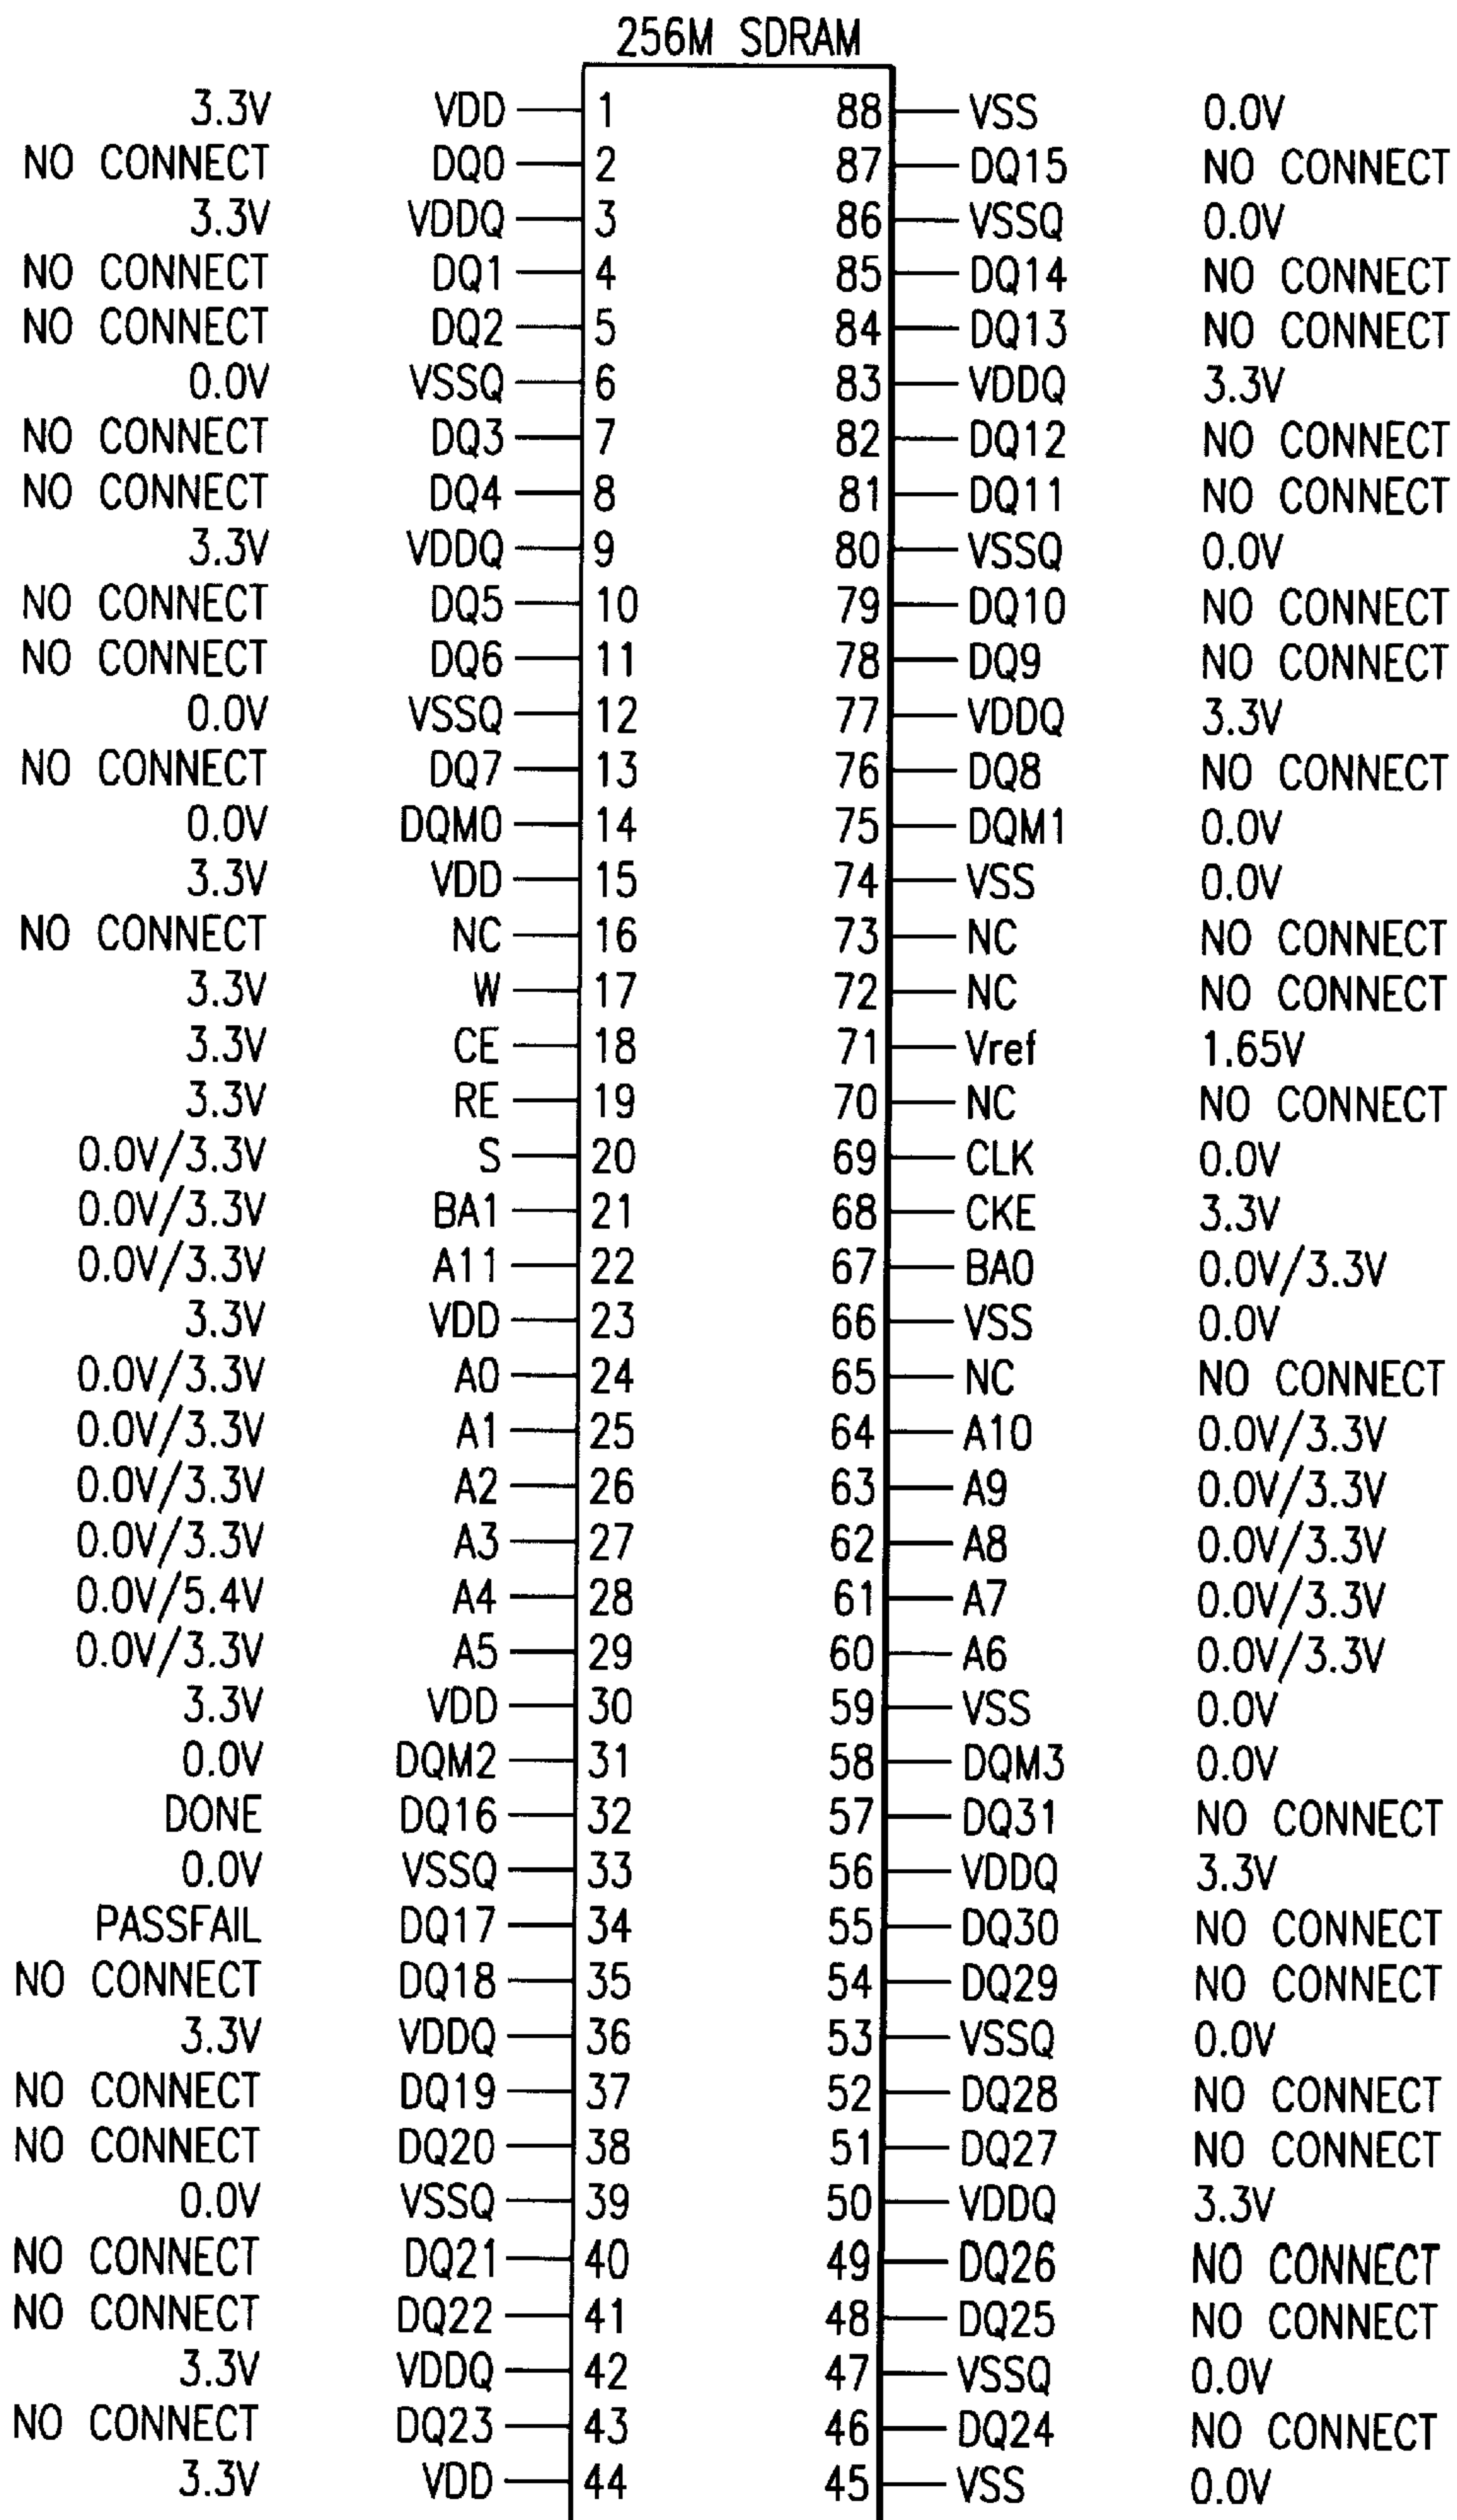 256M SDRAM
3.3V VDD 1 88 VSS 0.0V
NO CONNECT DQ0 2 87 DQ15 NO CONNECT
3.3V VDDQ 3 86 VSSQ 0.0V
NO CONNECT DQ1 4 85 DQ14 NO CONNECT
NO CONNECT DQ2 5 84 DQ13 NO CONNECT
0.0V VSSQ 6 83 VDDQ 3.3V
NO CONNECT DQ3 7 82 DQ12 NO CONNECT
NO CONNECT DQ4 8 81 DQ11 NO CONNECT
3.3V VDDQ 9 80 VSSQ 0.0V
NO CONNECT DQ5 10 79 DQ10 NO CONNECT
NO CONNECT DQ6 11 78 DQ9 NO CONNECT
0.0V VSSQ 12 77 VDDQ 3.3V
NO CONNECT DQ7 13 76 DQ8 NO CONNECT
0.0V DQM0 14 75 DQM1 0.0V
3.3V VDD 15 74 VSS 0.0V
NO CONNECT NC 16 73 NC NO CONNECT
3.3V W 17 72 NC NO CONNECT
3.3V CE 18 71 Vref 1.65V
3.3V RE 19 70 NC NO CONNECT
0.0V/3.3V S 20 69 CLK 0.0V
0.0V/3.3V BA1 21 68 CKE 3.3V
0.0V/3.3V A11 22 67 BA0 0.0V/3.3V
3.3V VDD 23 66 VSS 0.0V
0.0V/3.3V A0 24 65 NC NO CONNECT
0.0V/3.3V A1 25 64 A10 0.0V/3.3V
0.0V/3.3V A2 26 63 A9 0.0V/3.3V
0.0V/3.3V A3 27 62 A8 0.0V/3.3V
0.0V/5.4V A4 28 61 A7 0.0V/3.3V
0.0V/3.3V A5 29 60 A6 0.0V/3.3V
3.3V VDD 30 59 VSS 0.0V
0.0V DQM2 31 58 DQM3 0.0V
DONE DQ16 32 57 DQ31 NO CONNECT
0.0V VSSQ 33 56 VDDQ 3.3V
PASSFAIL DQ17 34 55 DQ30 NO CONNECT
NO CONNECT DQ18 35 54 DQ29 NO CONNECT
3.3V VDDQ 36 53 VSSQ 0.0V
NO CONNECT DQ19 37 52 DQ28 NO CONNECT
NO CONNECT DQ20 38 51 DQ27 NO CONNECT
0.0V VSSQ 39 50 VDDQ 3.3V
NO CONNECT DQ21 40 49 DQ26 NO CONNECT
NO CONNECT DQ22 41 48 DQ25 NO CONNECT
3.3V VDDQ 42 47 VSSQ 0.0V
NO CONNECT DQ23 43 46 DQ24 NO CONNECT
3.3V VDD 44 45 VSS 0.0V